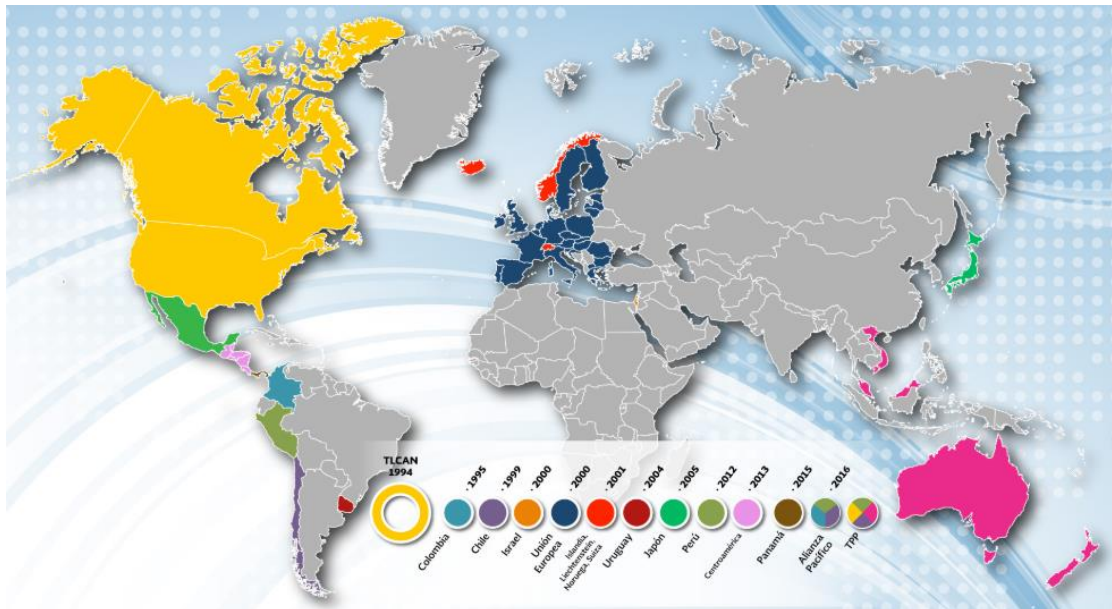 TLCAN
1994
· 1995
· 1999
· 2000
· 2000
· 2001
· 2004
· 2005
· 2012
· 2013
· 2015
· 2016
Colombia
Chile
Israel
Unión
Europea
Islandia,
Liechtenstein,
Noruega, Suiza
Uruguay
Japón
Perú
Centroamérica
Panamá
Alianza
Pacífico
TPP